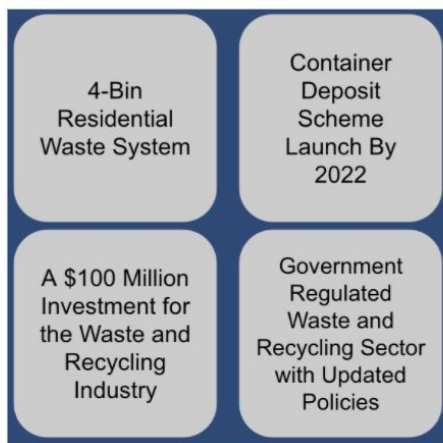 4-Bin
Residential
Waste System
Container
Deposit
Scheme
Launch By
2022
A $100 Million
Investment for
the Waste and
Recycling
Industry
Government
Regulated
Waste and
Recycling Sector
with Updated
Policies